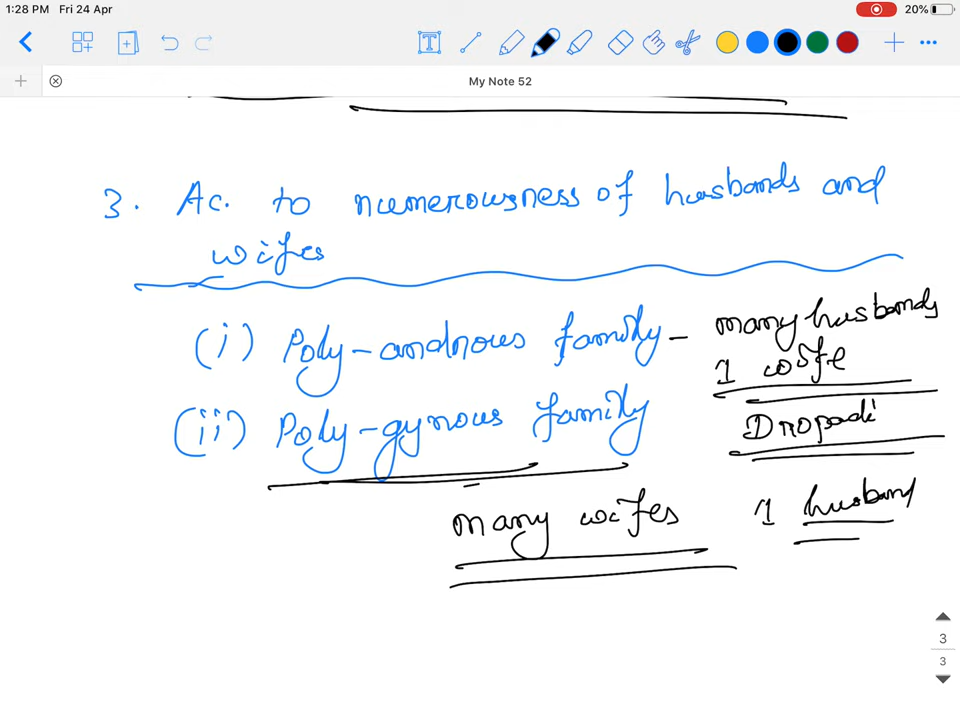 1:28 PM Fri 24 Apr 20%
T
My Note 52
3. Ac. to numerousness of husbands and
wifes
(i) Poly-androus family - many husbands
1 wife
(ii) Poly-gynous family
Dropadi
many wifes 1 husband
3
3